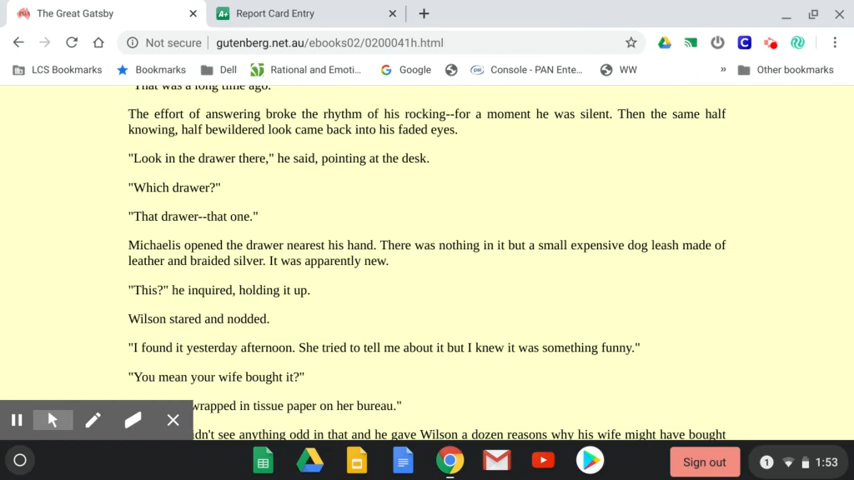 The Great Gatsby
Report Card Entry
Not secure gutenberg.net.au/ebooks02/0200041h.html
LCS Bookmarks Bookmarks Dell Rational and Emoti... Google Console - PAN Ente... WW » Other bookmarks
"That was a long time ago."
The effort of answering broke the rhythm of his rocking--for a moment he was silent. Then the same half
knowing, half bewildered look came back into his faded eyes.
"Look in the drawer there," he said, pointing at the desk.
"Which drawer?"
"That drawer--that one."
Michaelis opened the drawer nearest his hand. There was nothing in it but a small expensive dog leash made of
leather and braided silver. It was apparently new.
"This?" he inquired, holding it up.
Wilson stared and nodded.
"I found it yesterday afternoon. She tried to tell me about it but I knew it was something funny."
"You mean your wife bought it?"
wrapped in tissue paper on her bureau."
dn't see anything odd in that and he gave Wilson a dozen reasons why his wife might have bought
Sign out 1 1:53